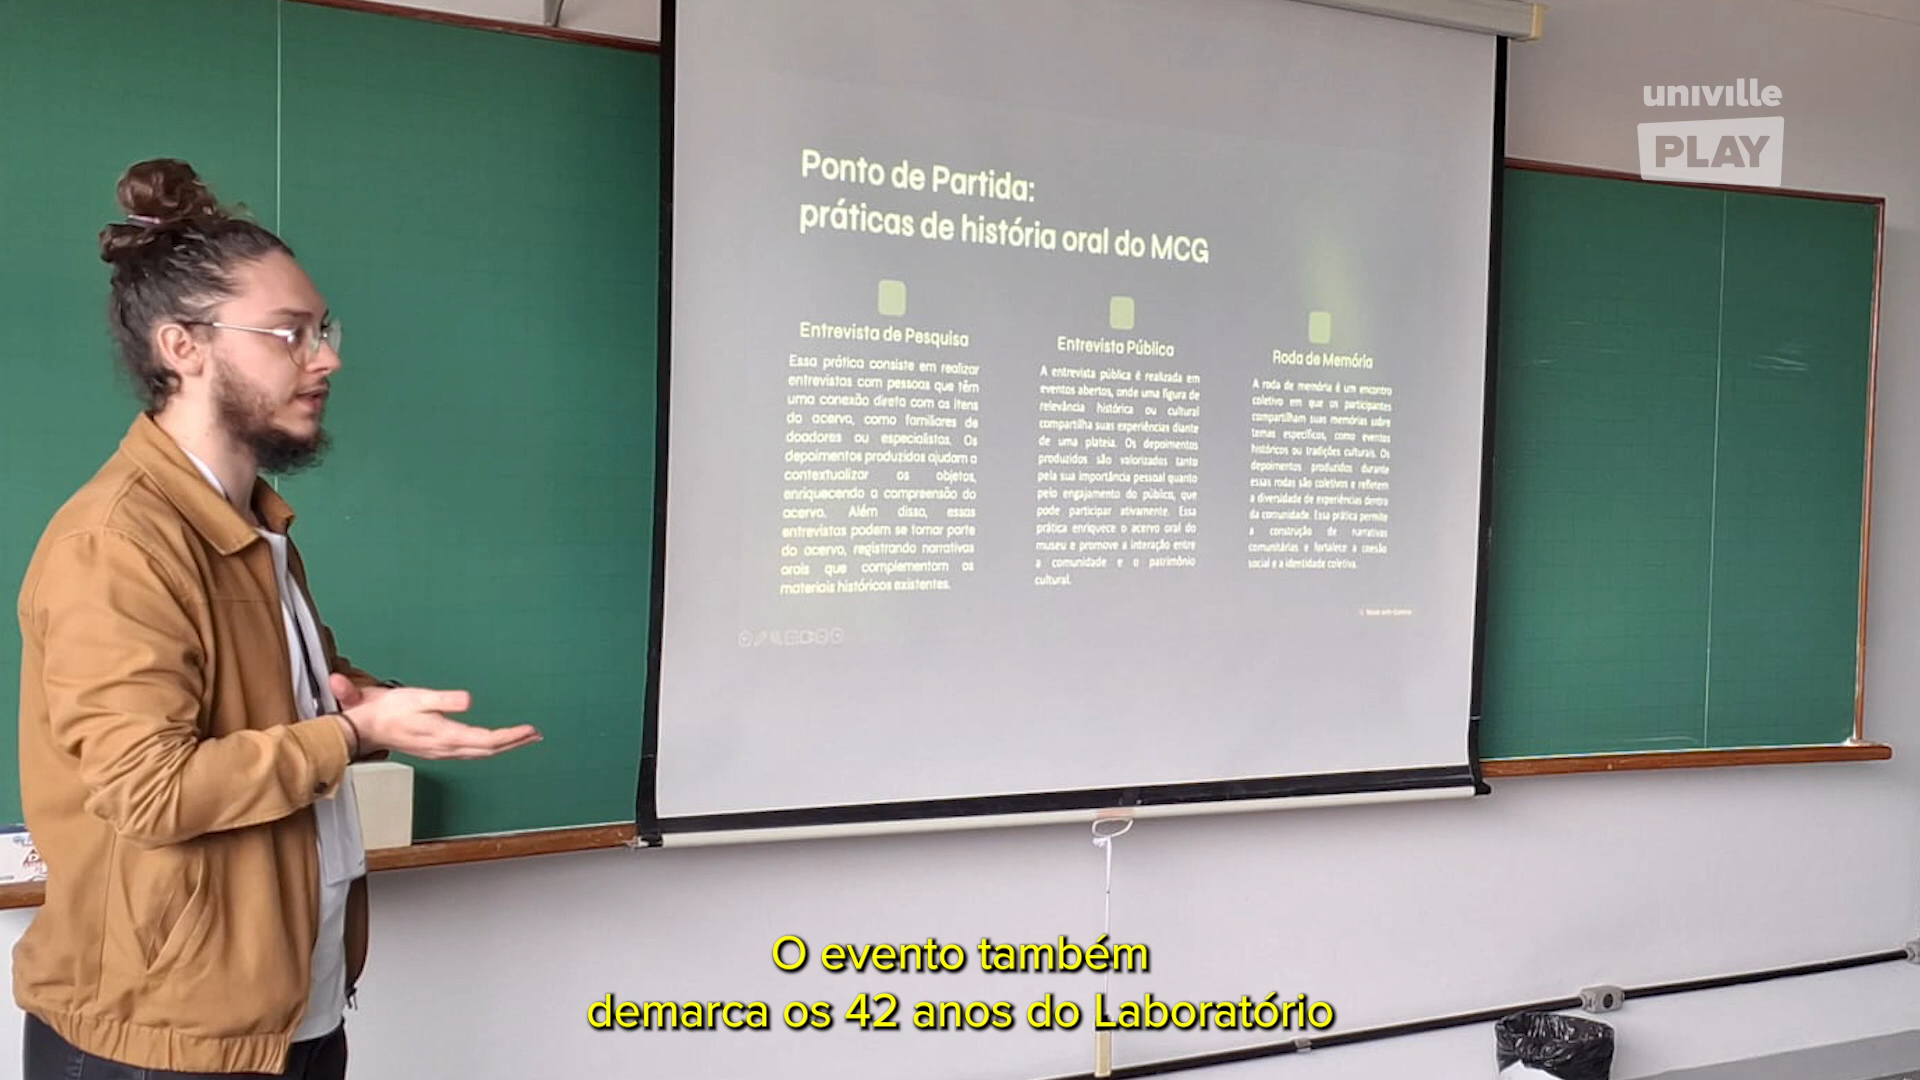 univille
PLAY
Ponto de Partida:
práticas de história oral do MCG
Entrevista de Pesquisa
Essa prática consiste em realizar
entrevistas com pessoas que têm
uma conexão direta com os itens
do acervo, como familiares de
doadores ou especialistas. Os
depoimentos produzidos ajudam a
contextualizar os objetos,
enriquecendo a compreensão do
acervo. Além disso, essas
entrevistas podem se tornar parte
do acervo, registrando narrativas
orais que complementam os
materiais históricos existentes.
Entrevista Pública
A entrevista pública é realizada em
eventos abertos, onde uma figura de
relevância histórica ou cultural
compartilha suas experiências diante
de uma plateia. Os depoimentos
produzidos são valorizados tanto
pela sua importância pessoal quanto
pelo engajamento do público, que
pode participar ativamente. Essa
prática enriquece o acervo oral do
museu e promove a interação entre
a comunidade e o patrimônio
cultural.
Roda de Memória
A roda de memória é um encontro
coletivo em que os participantes
compartilham suas memórias sobre
temas específicos, como eventos
históricos ou tradições culturais. Os
depoimentos produzidos durante
essas rodas são coletivos e refletem
a diversidade de experiências dentro
da comunidade. Essa prática permite
a construção de narrativas
comunitárias e fortalece a coesão
social e a identidade coletiva.
O evento também
demarca os 42 anos do Laboratório